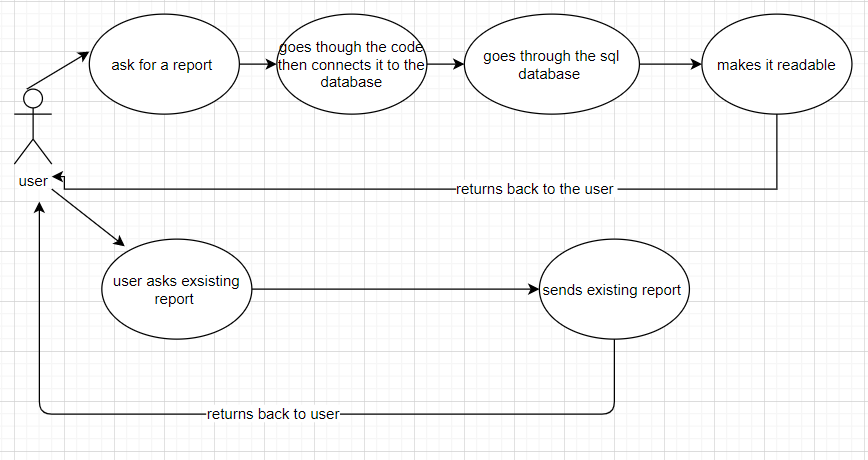 ask for a report
goes though the code
then connects it to the
database
goes through the sql
database
makes it readable
user
returns back to the user
user asks exsisting
report
sends existing report
returns back to user